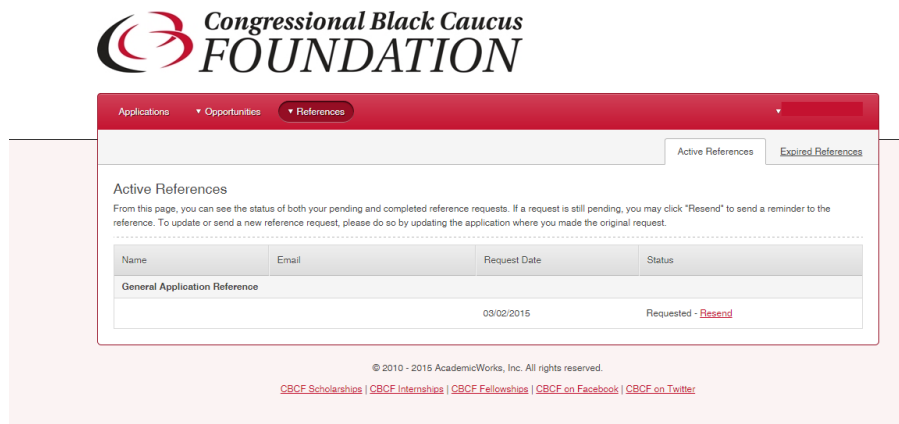 Congressional Black Caucus
FOUNDATION
Applications ▾ Opportunities ▾ References ▾
Active References Expired References
Active References
From this page, you can see the status of both your pending and completed reference requests. If a request is still pending, you may click "Resend" to send a reminder to the
reference. To update or send a new reference request, please do so by updating the application where you made the original request.
Name Email Request Date Status
General Application Reference
03/02/2015 Requested - Resend
© 2010 - 2015 AcademicWorks, Inc. All rights reserved.
CBCF Scholarships | CBCF Internships | CBCF Fellowships | CBCF on Facebook | CBCF on Twitter